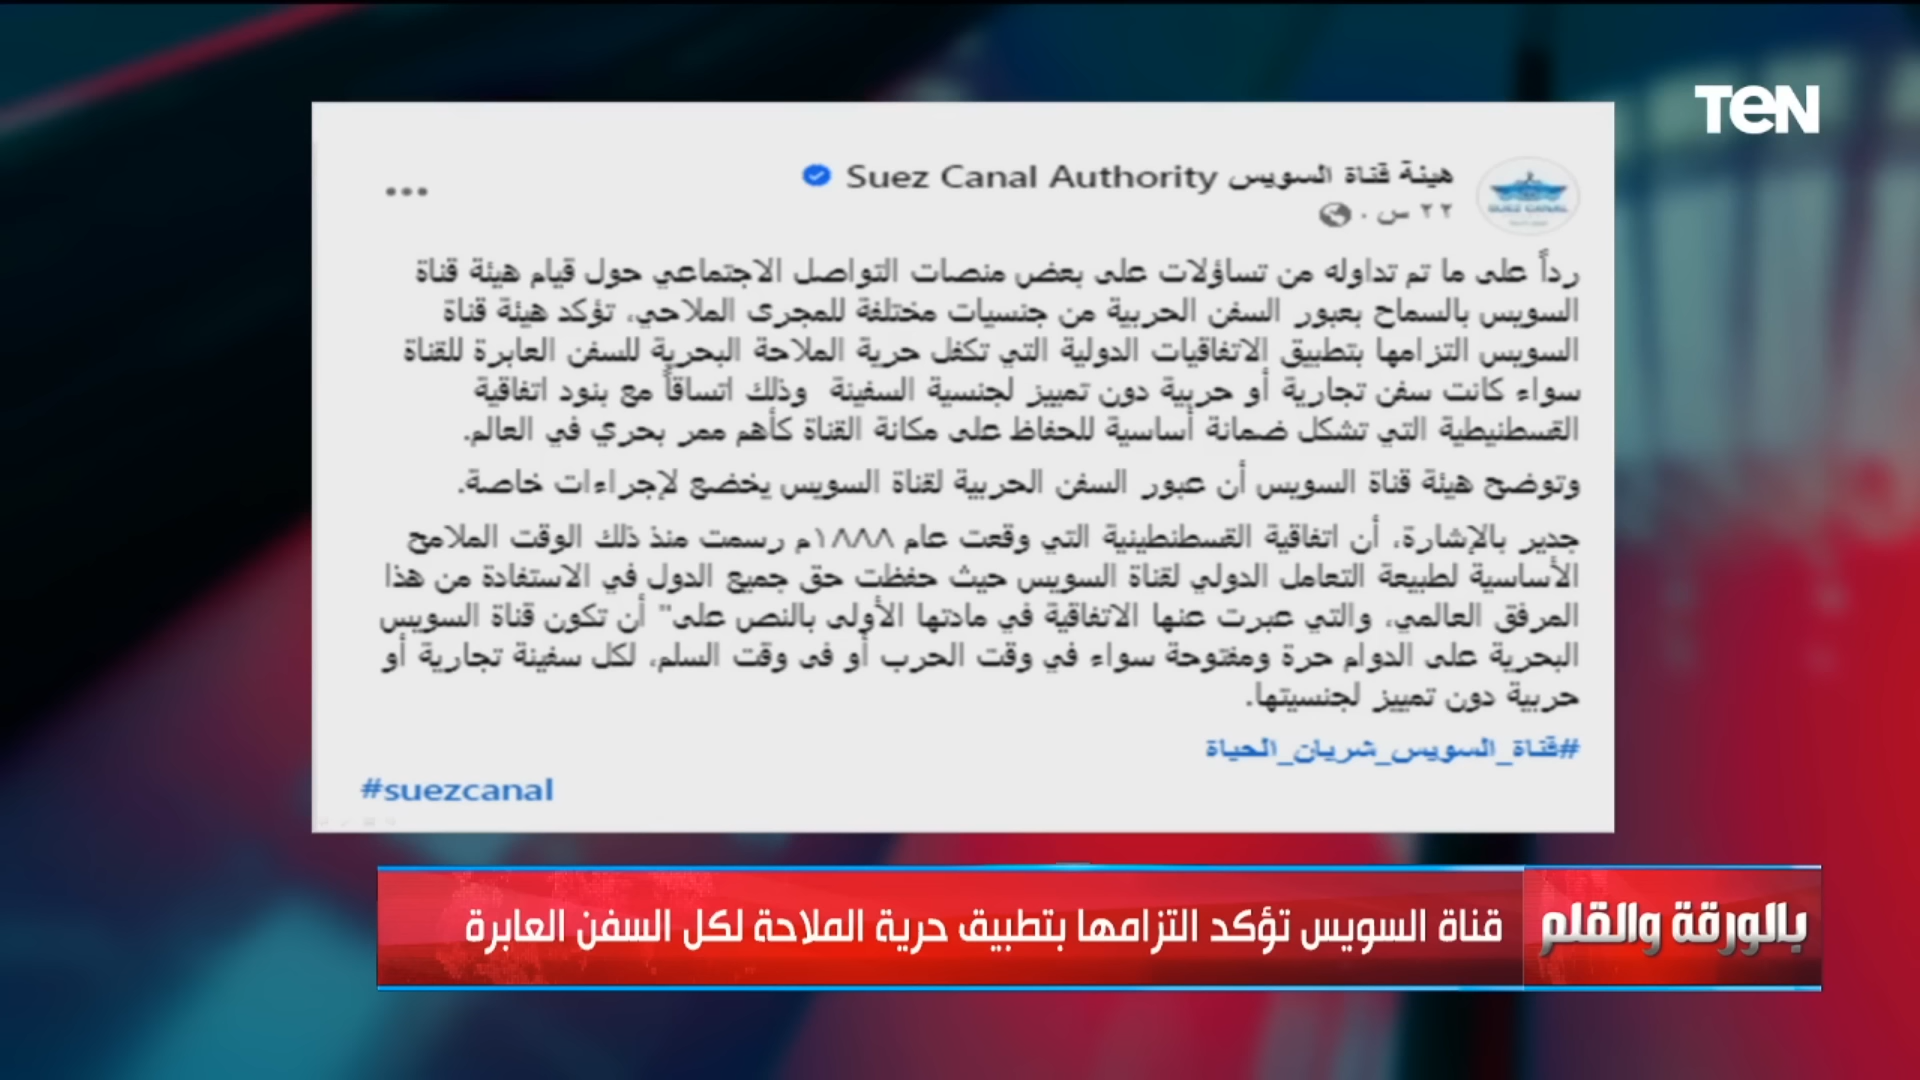 TeN
هيئة قناة السويس Suez Canal Authority
٢٢ س ·
رداً على ما تم تداوله من تساؤلات على بعض منصات التواصل الاجتماعي حول قيام هيئة قناة
السويس بالسماح بعبور السفن الحربية من جنسيات مختلفة للمجرى الملاحي، تؤكد هيئة قناة
السويس التزامها بتطبيق الاتفاقيات الدولية التي تكفل حرية الملاحة البحرية للسفن العابرة للقناة
سواء كانت سفن تجارية أو حربية دون تمييز لجنسية السفينة وذلك اتساقاً مع بنود اتفاقية
القسطنيطية التي تشكل ضمانة أساسية للحفاظ على مكانة القناة كأهم ممر بحري في العالم.
وتوضح هيئة قناة السويس أن عبور السفن الحربية لقناة السويس يخضع لإجراءات خاصة.
جدير بالإشارة، أن اتفاقية القسطنطينية التي وقعت عام ١٨٨٨م رسمت منذ ذلك الوقت الملامح
الأساسية لطبيعة التعامل الدولي لقناة السويس حيث حفظت حق جميع الدول في الاستفادة من هذا
المرفق العالمي، والتي عبرت عنها الاتفاقية في مادتها الأولى بالنص على" أن تكون قناة السويس
البحرية على الدوام حرة ومفتوحة سواء في وقت الحرب أو فى وقت السلم، لكل سفينة تجارية أو
حربية دون تمييز لجنسيتها.
#قناة_السويس_شريان_الحياة
#suezcanal
بالورقة والقلم
قناة السويس تؤكد التزامها بتطبيق حرية الملاحة لكل السفن العابرة